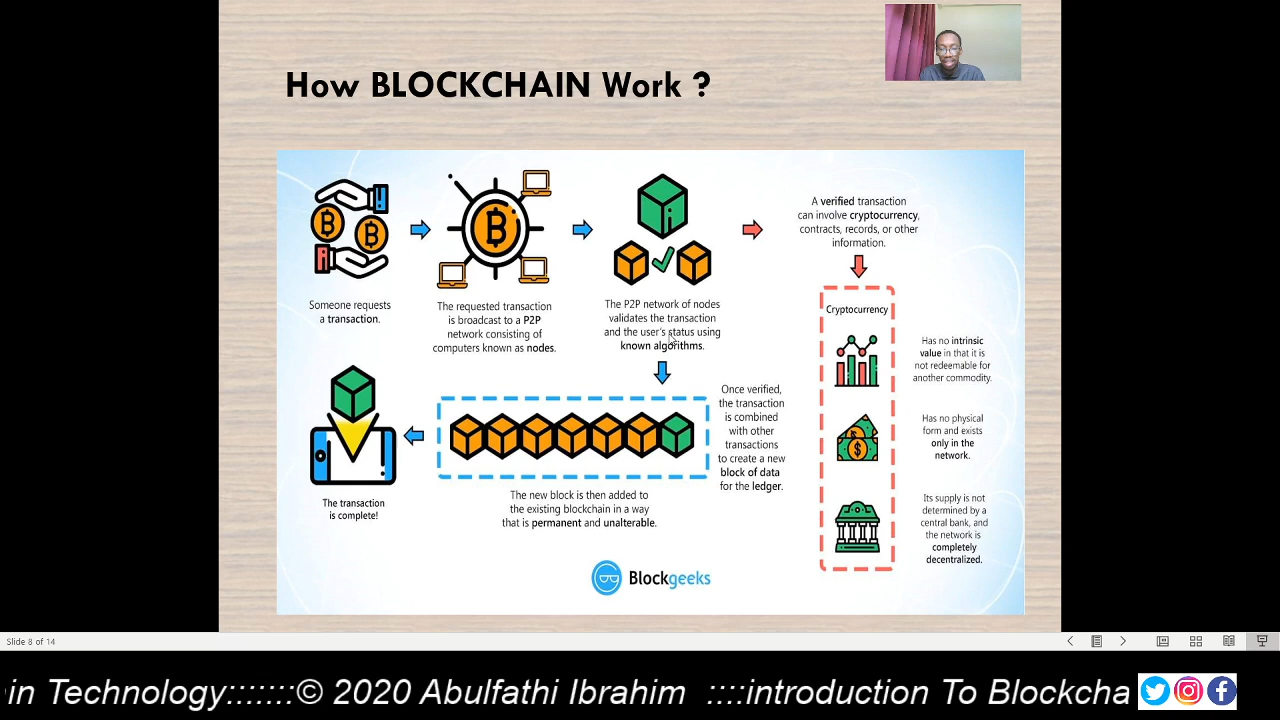 How BLOCKCHAIN Work ?
Someone requests
a transaction.
The requested transaction
is broadcast to a P2P
network consisting of
computers known as nodes.
The P2P network of nodes
validates the transaction
and the user's status using
known algorithms.
A verified transaction
can involve cryptocurrency,
contracts, records, or other
information.
Cryptocurrency
Has no intrinsic
value in that it is
not redeemable for
another commodity.
Has no physical
form and exists
only in the
network.
Its supply is not
determined by a
central bank, and
the network is
completely
decentralized.
Once verified,
the transaction
is combined
with other
transactions
to create a new
block of data
for the ledger.
The new block is then added to
the existing blockchain in a way
that is permanent and unalterable.
The transaction
is complete!
Blockgeeks
Slide 8 of 14
in Technology:::::::© 2020 Abulfathi Ibrahim ::::introduction To Blockcha